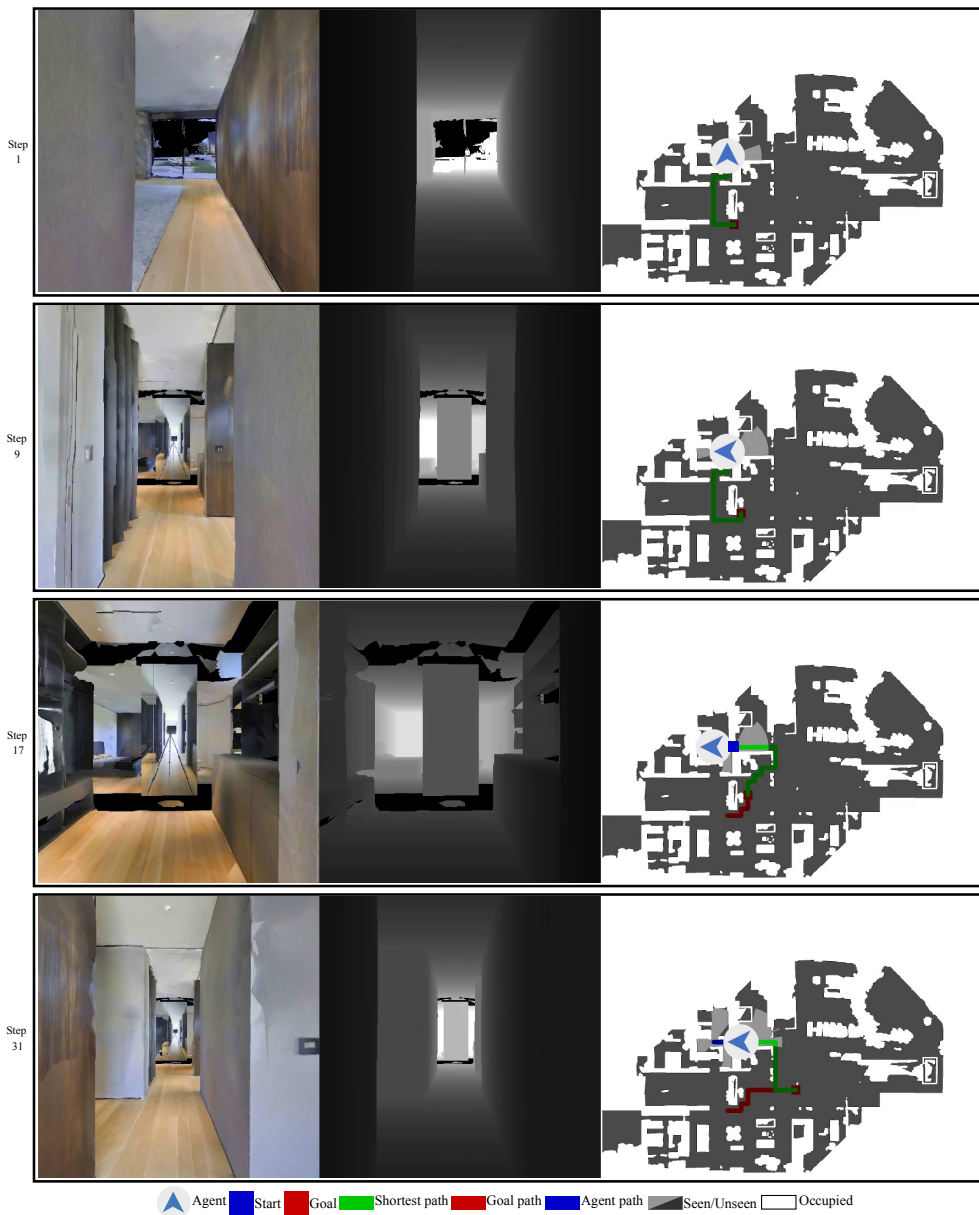 Step
1
Step
9
Step
17
Step
31
Agent Start Goal Shortest path Goal path Agent path Seen/Unseen Occupied